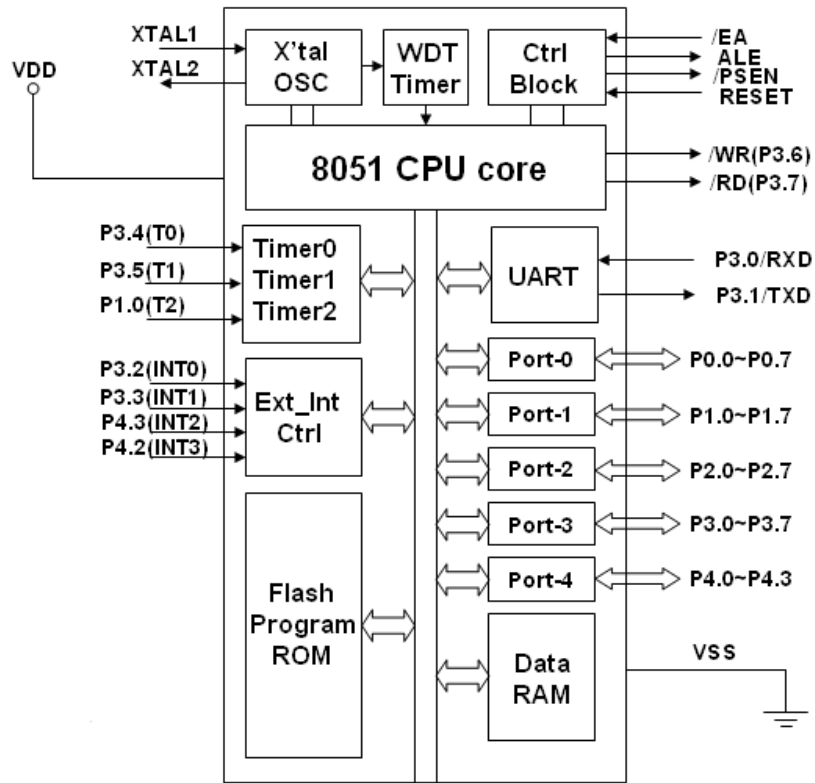 XTAL1
XTAL2
VDD
X'tal
OSC
WDT
Timer
Ctrl
Block
/EA
ALE
/PSEN
RESET
8051 CPU core
/WR(P3.6)
/RD(P3.7)
P3.4(T0)
P3.5(T1)
P1.0(T2)
Timer0
Timer1
Timer2
UART
P3.0/RXD
P3.1/TXD
P3.2(INT0)
P3.3(INT1)
P4.3(INT2)
P4.2(INT3)
Ext_Int
Ctrl
Port-0
P0.0~P0.7
Port-1
P1.0~P1.7
Port-2
P2.0~P2.7
Port-3
P3.0~P3.7
Port-4
P4.0~P4.3
Flash
Program
ROM
Data
RAM
VSS